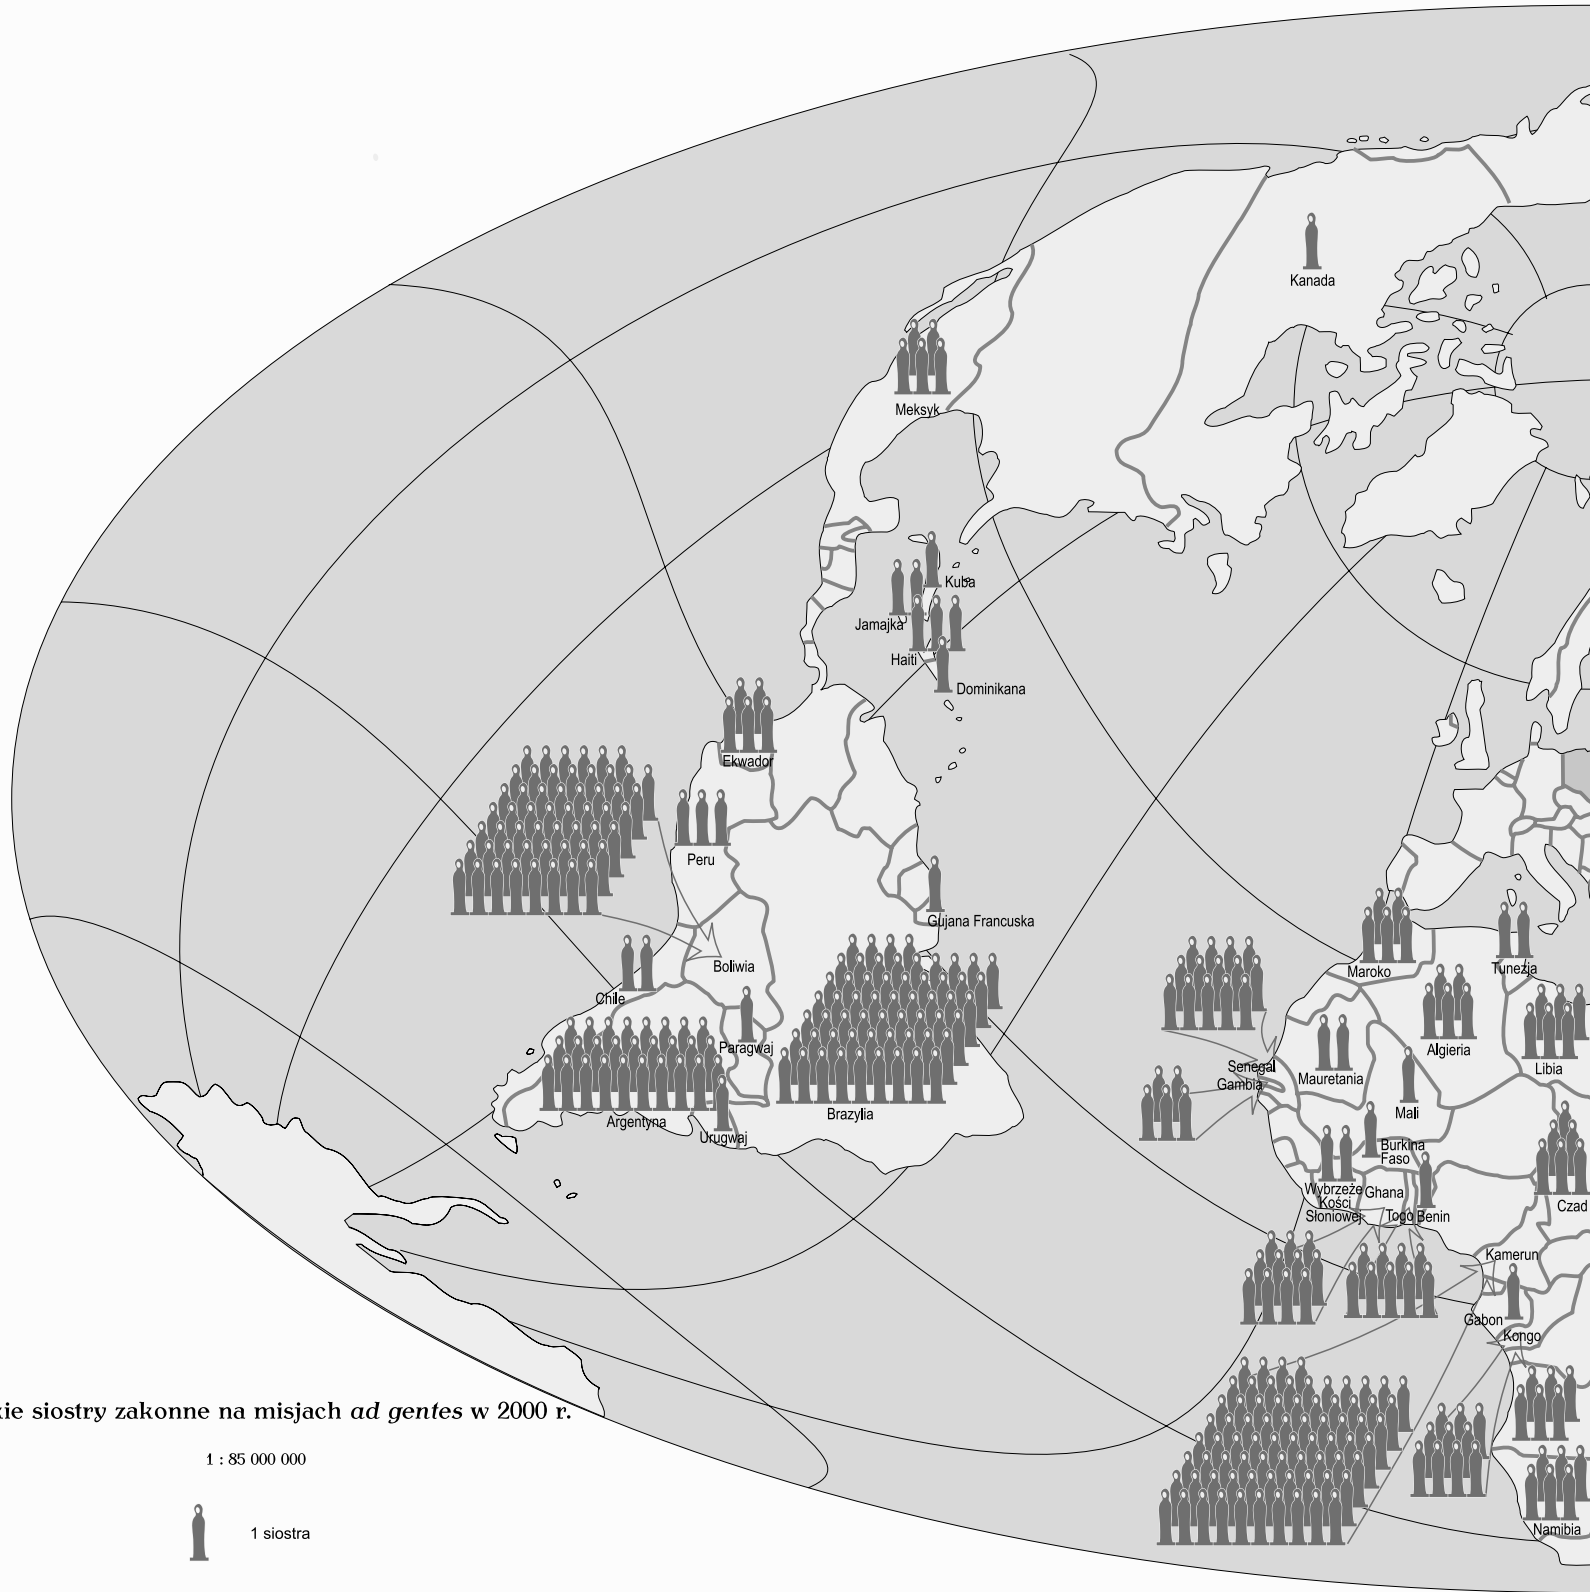 Kanada
Meksyk
Kuba
Jamajka
Haiti
Dominikana
Ekwador
Peru
Gujana Francuska
Boliwia
Chile
Paragwaj
Argentyna
Urugwaj
Brazylia
Maroko
Tunezja
Algieria
Libia
Senegal
Gambia
Mauretania
Mali
Burkina
Faso
Wybrzeże
Kości
Słoniowej
Ghana
Togo
Benin
Czad
Kamerun
Gabon
Kongo
Namibia
kie siostry zakonne na misjach ad gentes w 2000 r.
1 : 85 000 000
1 siostra